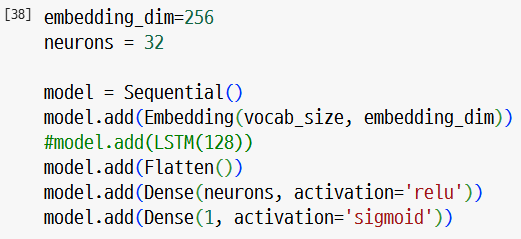 [38] embedding_dim=256
neurons = 32
model = Sequential()
model.add(Embedding(vocab_size, embedding_dim))
#model.add(LSTM(128))
model.add(Flatten())
model.add(Dense(neurons, activation='relu'))
model.add(Dense(1, activation='sigmoid'))